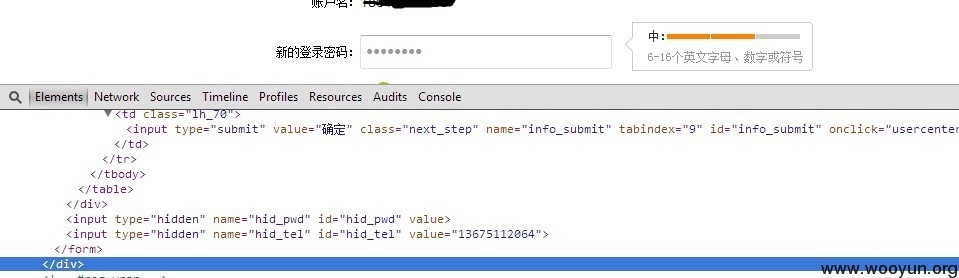 账户名:
新的登录密码:
中:
6-16个英文字母、数字或符号
Elements Network Sources Timeline Profiles Resources Audits Console
<td class="lh_70">
<input type="submit" value="确定" class="next_step" name="info_submit" tabindex="9" id="info_submit" onclick="usercenter
</td>
</tr>
</tbody>
</table>
</div>
<input type="hidden" name="hid_pwd" id="hid_pwd" value>
<input type="hidden" name="hid_tel" id="hid_tel" value="13675112064">
</form>
</div>
www.wooyun.org